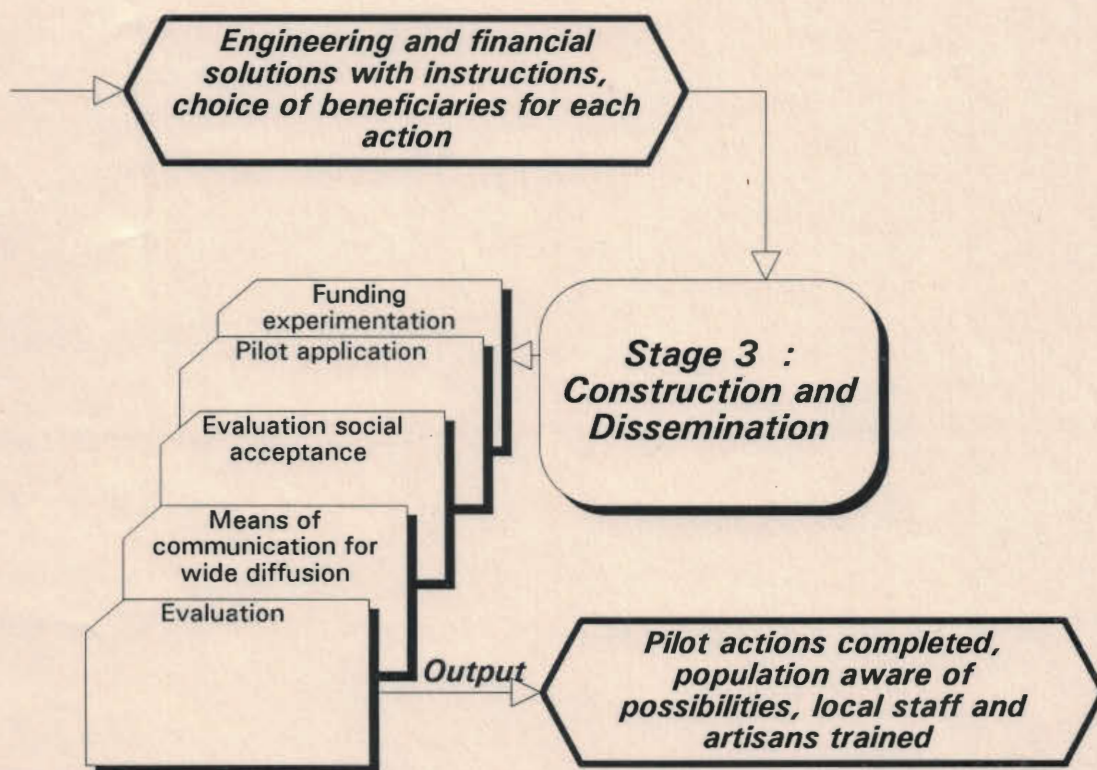 Engineering and financial
solutions with instructions,
choice of beneficiaries for each
action
Stage 3 :
Construction and
Dissemination
Funding
experimentation
Pilot application
Evaluation social
acceptance
Means of
communication for
wide diffusion
Evaluation
Output
Pilot actions completed,
population aware of
possibilities, local staff and
artisans trained